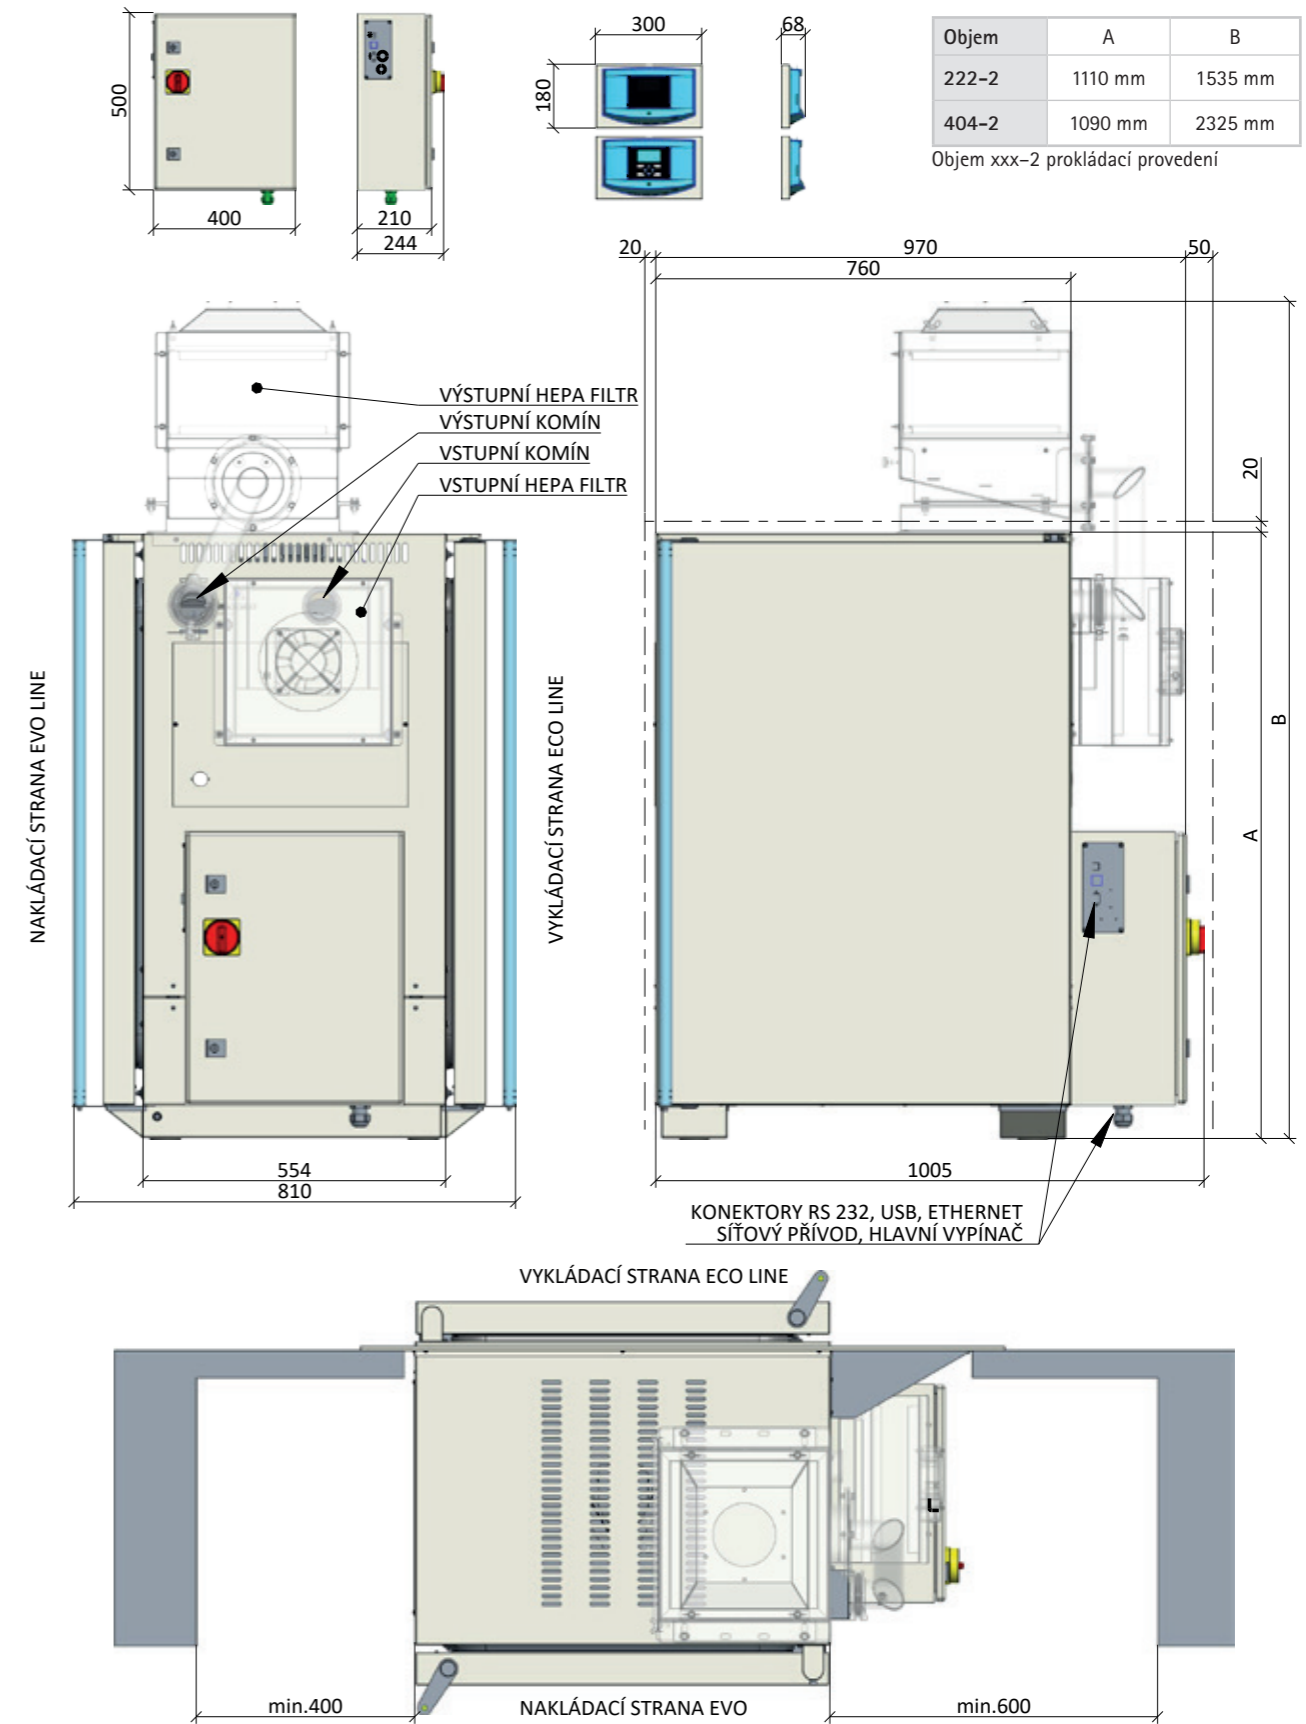 500
400
210
244
300
68
180
Objem A B
222-2 1110 mm 1535 mm
404-2 1090 mm 2325 mm
Objem xxx-2 prokládací provedení
20 970 50
760
VÝSTUPNÍ HEPA FILTR
VÝSTUPNÍ KOMÍN
VSTUPNÍ KOMÍN
VSTUPNÍ HEPA FILTR
20
NAKLÁDACÍ STRANA EVO LINE
VYKLÁDACÍ STRANA ECO LINE
B
A
554
810
1005
KONEKTORY RS 232, USB, ETHERNET
SÍŤOVÝ PŘÍVOD, HLAVNÍ VYPÍNAČ
VYKLÁDACÍ STRANA ECO LINE
min.400
NAKLÁDACÍ STRANA EVO
min.600